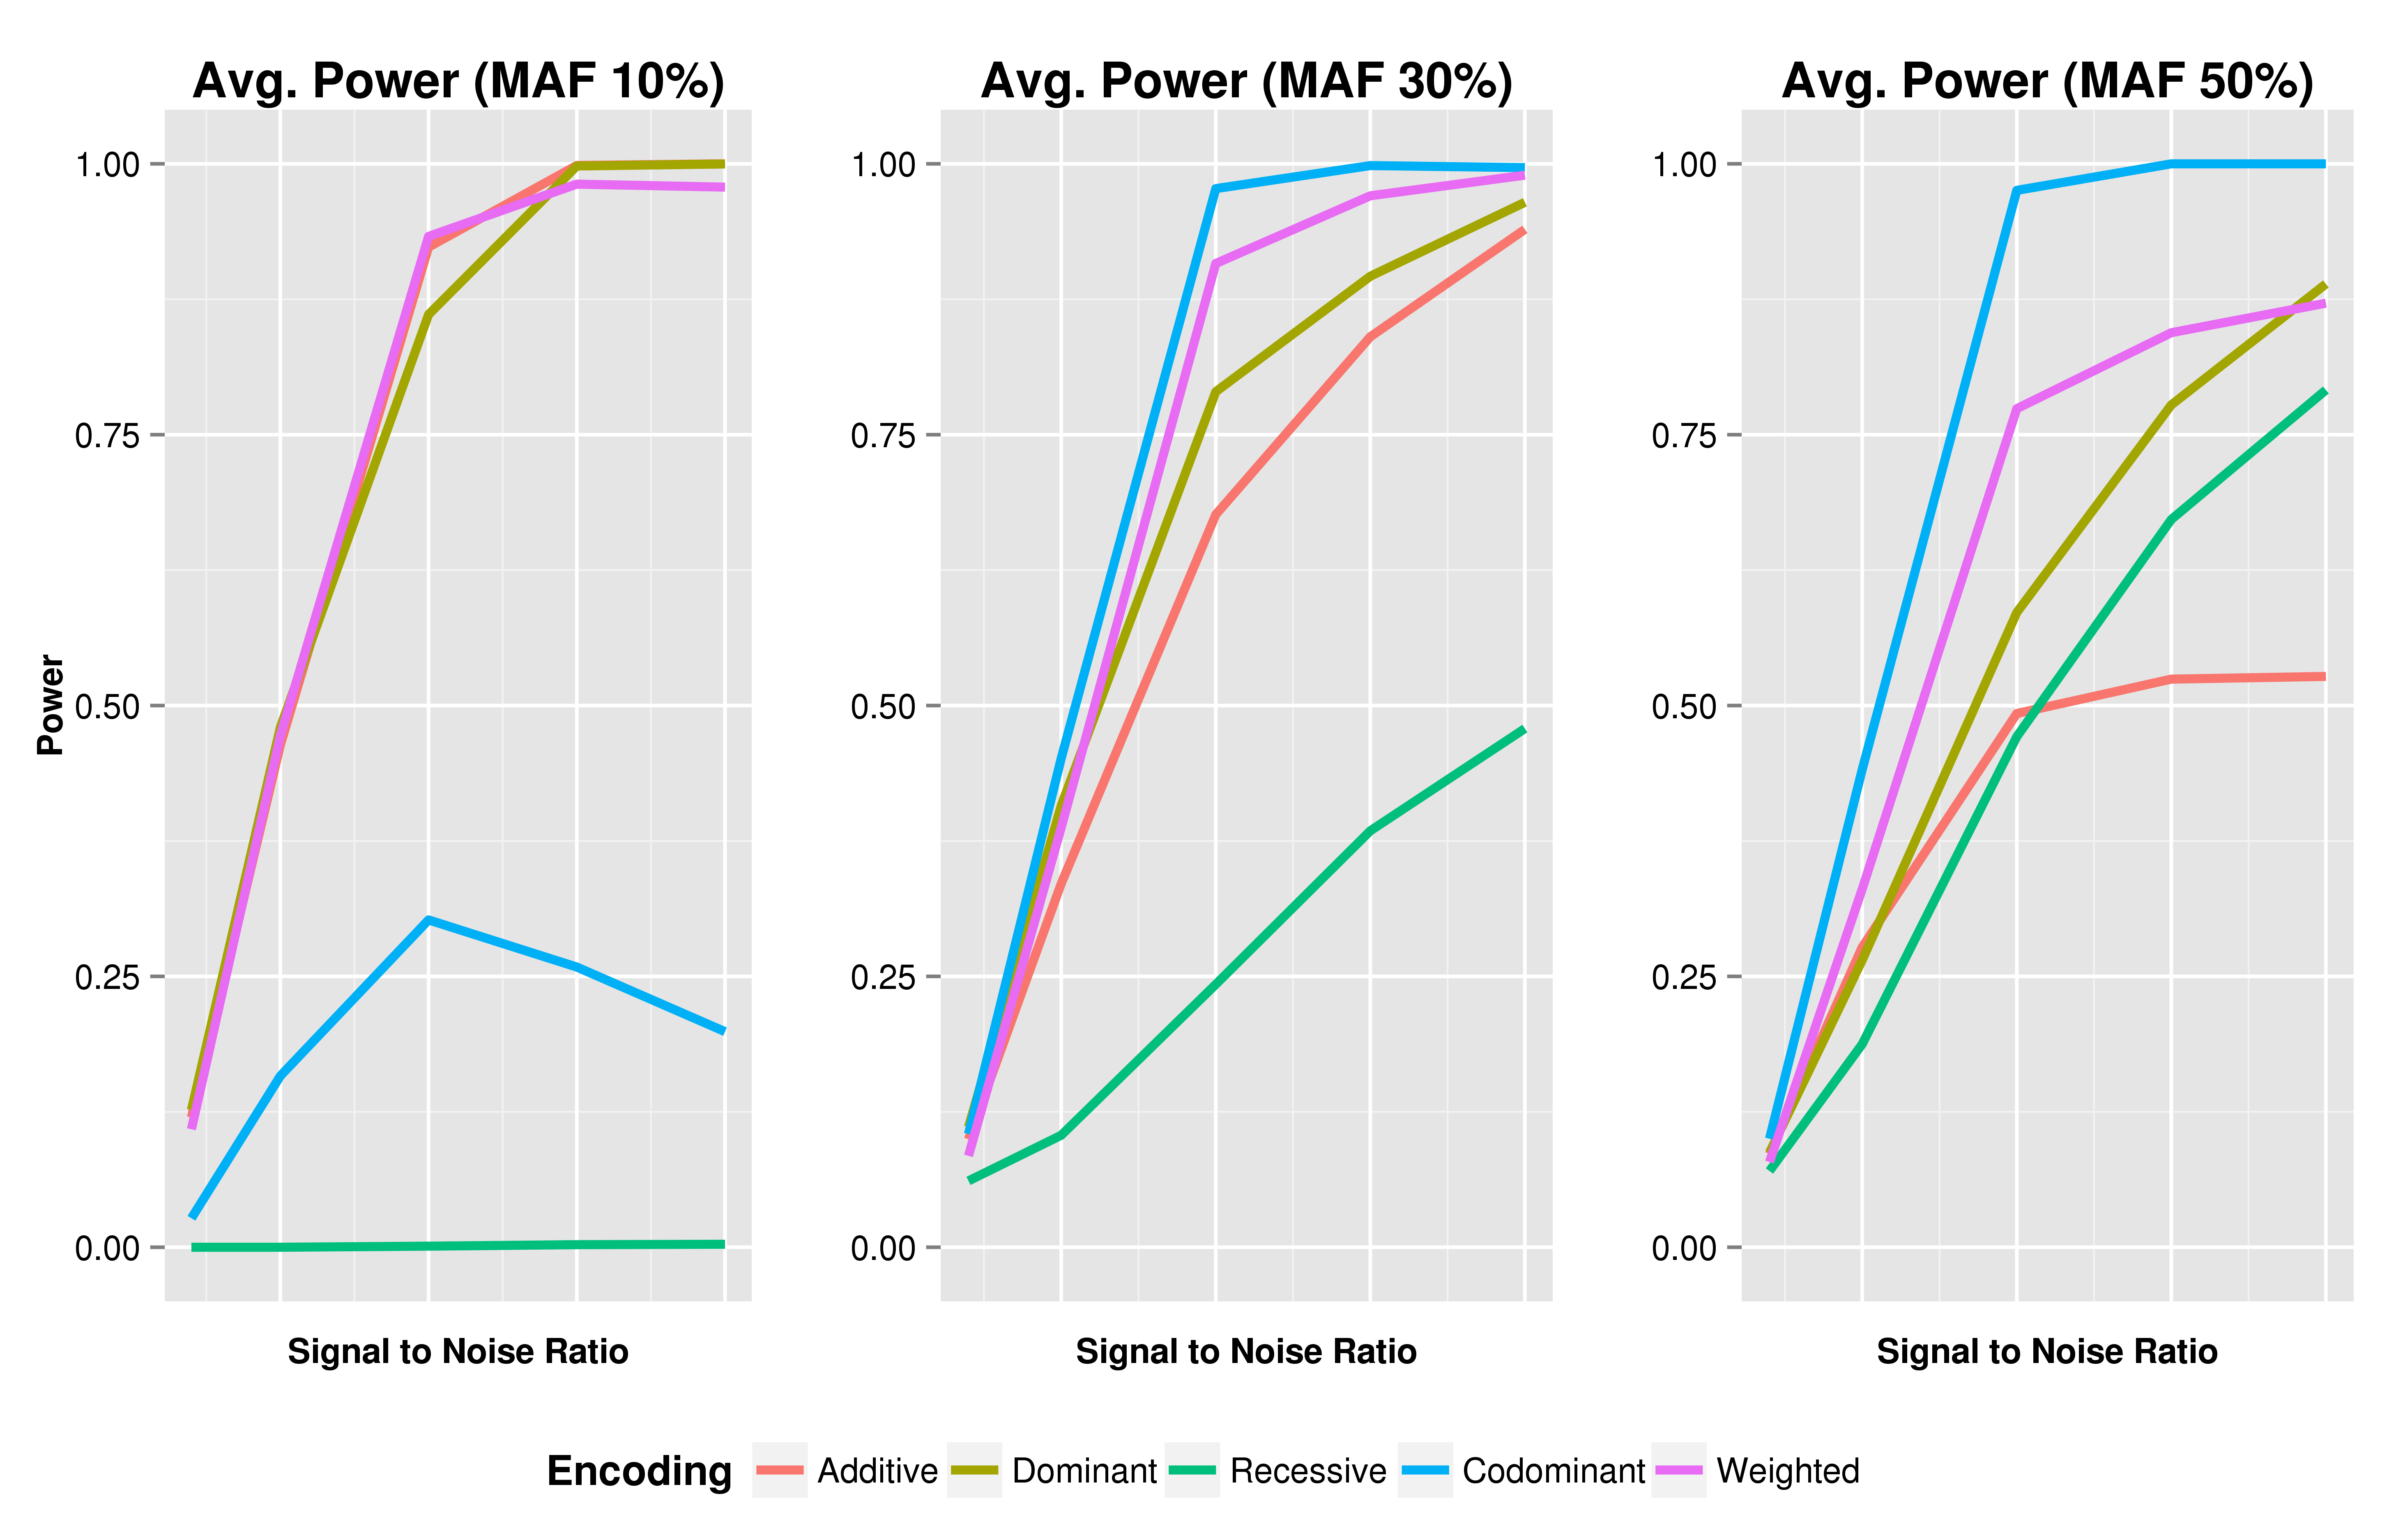 Avg. Power (MAF 10%)
Avg. Power (MAF 30%)
Avg. Power (MAF 50%)
Power
1.00
0.75
0.50
0.25
0.00
1.00
0.75
0.50
0.25
0.00
1.00
0.75
0.50
0.25
0.00
Signal to Noise Ratio
Signal to Noise Ratio
Signal to Noise Ratio
Encoding Additive Dominant Recessive Codominant Weighted